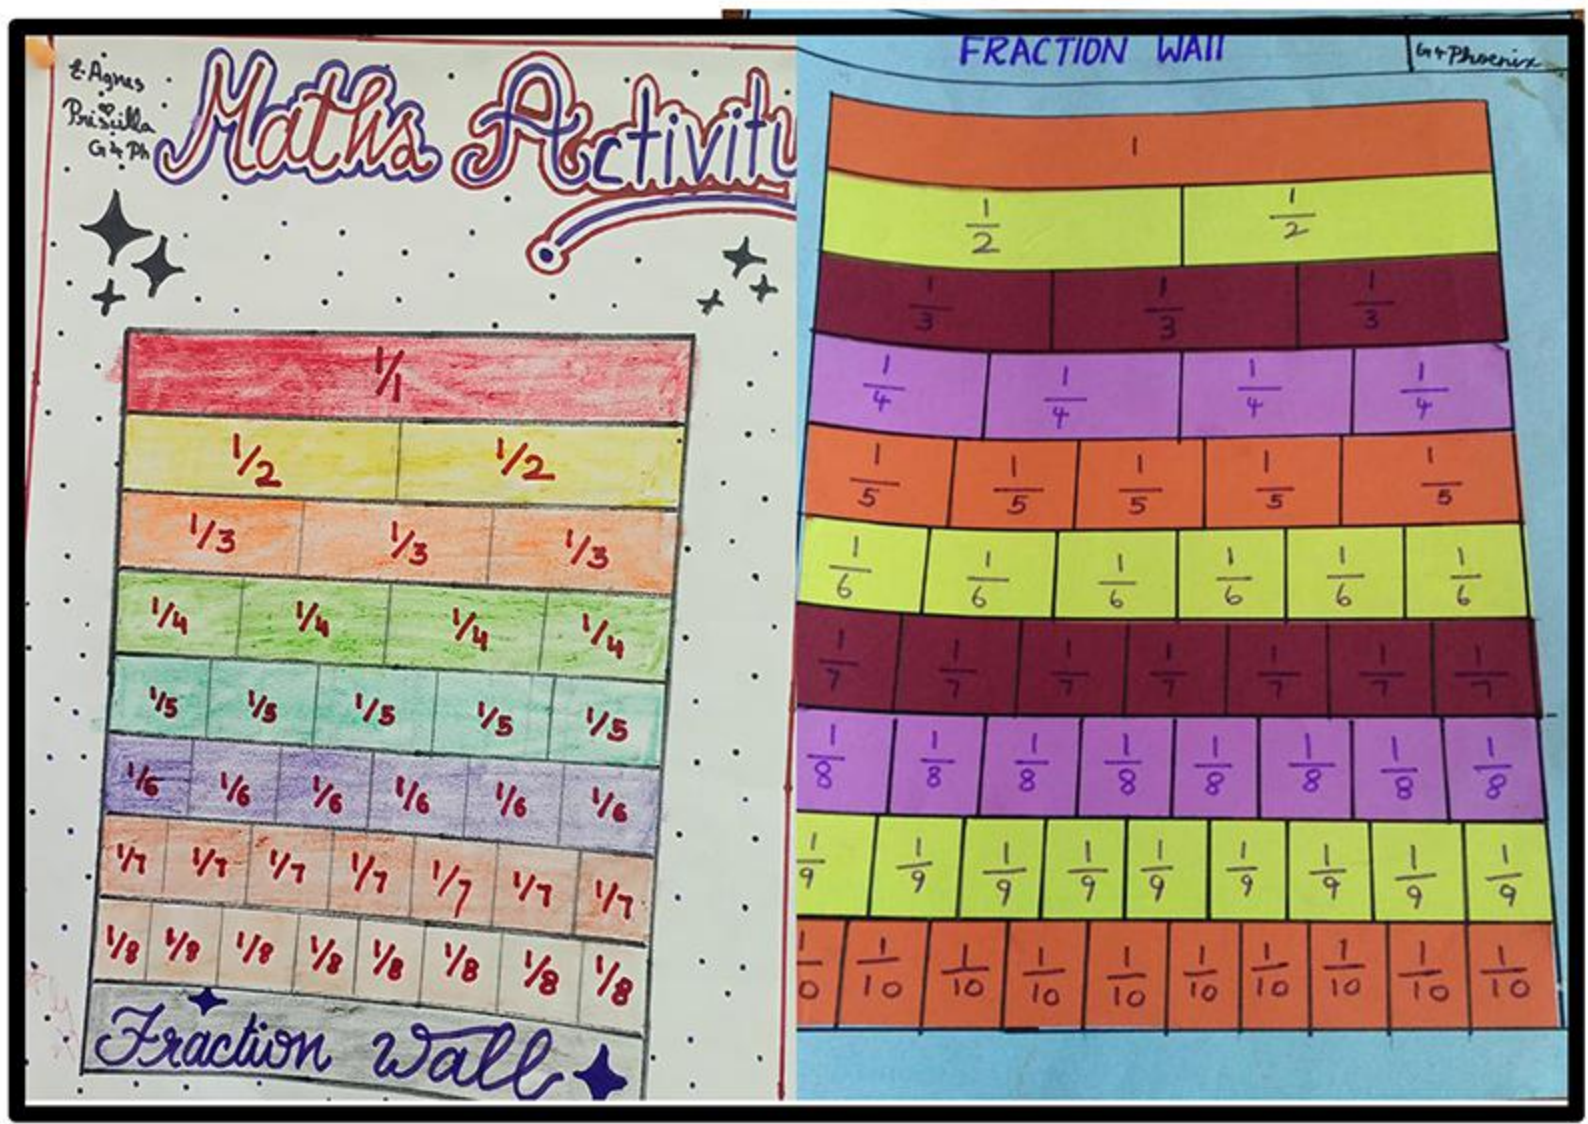 t. Agnes
Priscilla
G4 Ph
Maths Activity
1/1
1/2 1/2
1/3 1/3 1/3
1/4 1/4 1/4 1/4
1/5 1/5 1/5 1/5 1/5
1/6 1/6 1/6 1/6 1/6 1/6
1/7 1/7 1/7 1/7 1/7 1/7 1/7
1/8 1/8 1/8 1/8 1/8 1/8 1/8 1/8
Fraction Wall
FRACTION WAll
G4 Phoenix
1
1/2 1/2
1/3 1/3 1/3
1/4 1/4 1/4 1/4
1/5 1/5 1/5 1/5 1/5
1/6 1/6 1/6 1/6 1/6 1/6
1/7 1/7 1/7 1/7 1/7 1/7 1/7
1/8 1/8 1/8 1/8 1/8 1/8 1/8 1/8
1/9 1/9 1/9 1/9 1/9 1/9 1/9 1/9 1/9
1/10 1/10 1/10 1/10 1/10 1/10 1/10 1/10 1/10